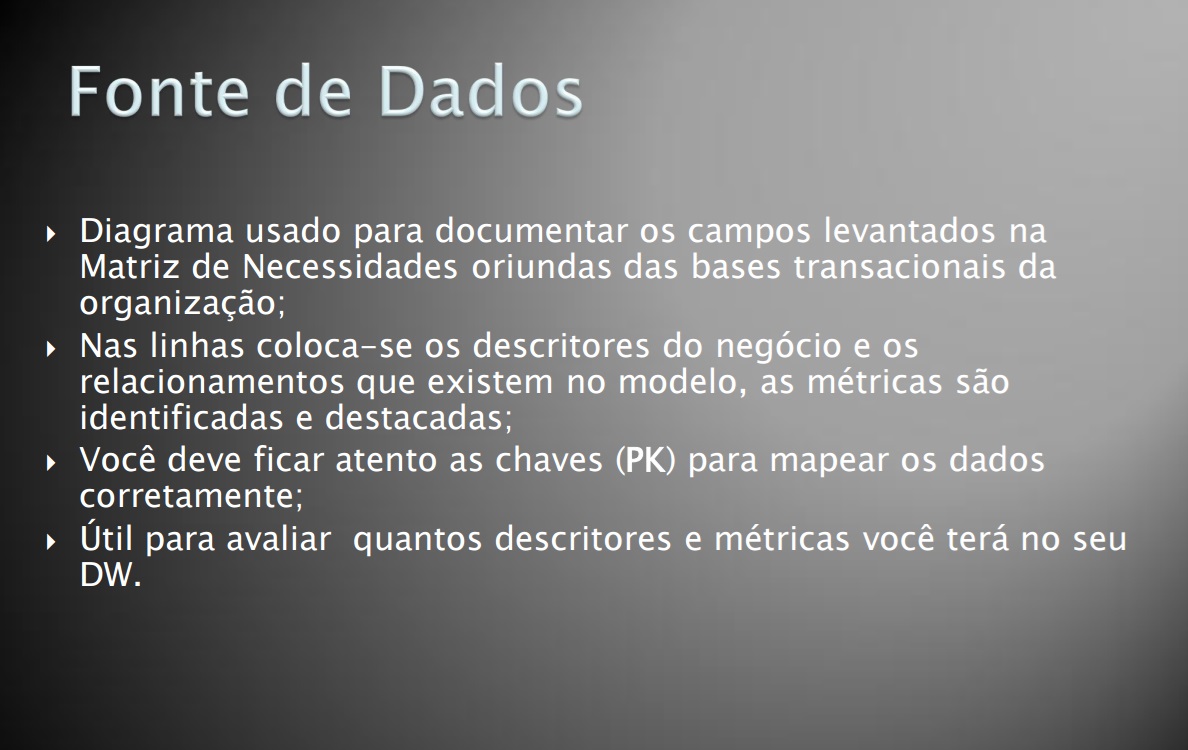 Fonte de Dados
Diagrama usado para documentar os campos levantados na
Matriz de Necessidades oriundas das bases transacionais da
organização;
Nas linhas coloca-se os descritores do negócio e os
relacionamentos que existem no modelo, as métricas são
identificadas e destacadas;
Você deve ficar atento as chaves (PK) para mapear os dados
corretamente;
Útil para avaliar  quantos descritores e métricas você terá no seu
DW.